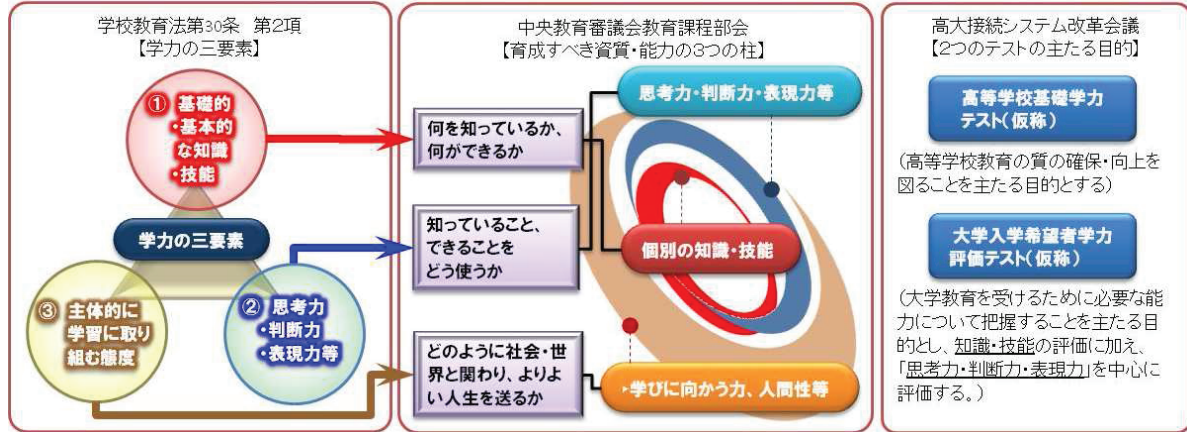 学校教育法第30条 第2項
【学力の三要素】
① 基礎的
・基本的
な知識
・技能
学力の三要素
③ 主体的に
学習に取り
組む態度
② 思考力
・判断力
・表現力等
中央教育審議会教育課程部会
【育成すべき資質・能力の3つの柱】
何を知っているか、
何ができるか
知っていること、
できることを
どう使うか
どのように社会・世
界と関わり、よりよ
い人生を送るか
思考力・判断力・表現力等
個別の知識・技能
学びに向かう力、人間性等
高大接続システム改革会議
【2つのテストの主たる目的】
高等学校基礎学力
テスト(仮称)
(高等学校教育の質の確保・向上を
図ることを主たる目的とする)
大学入学希望者学力
評価テスト(仮称)
(大学教育を受けるために必要な能
力について把握することを主たる目
的とし、知識・技能の評価に加え、
「思考力・判断力・表現力」を中心に
評価する。)